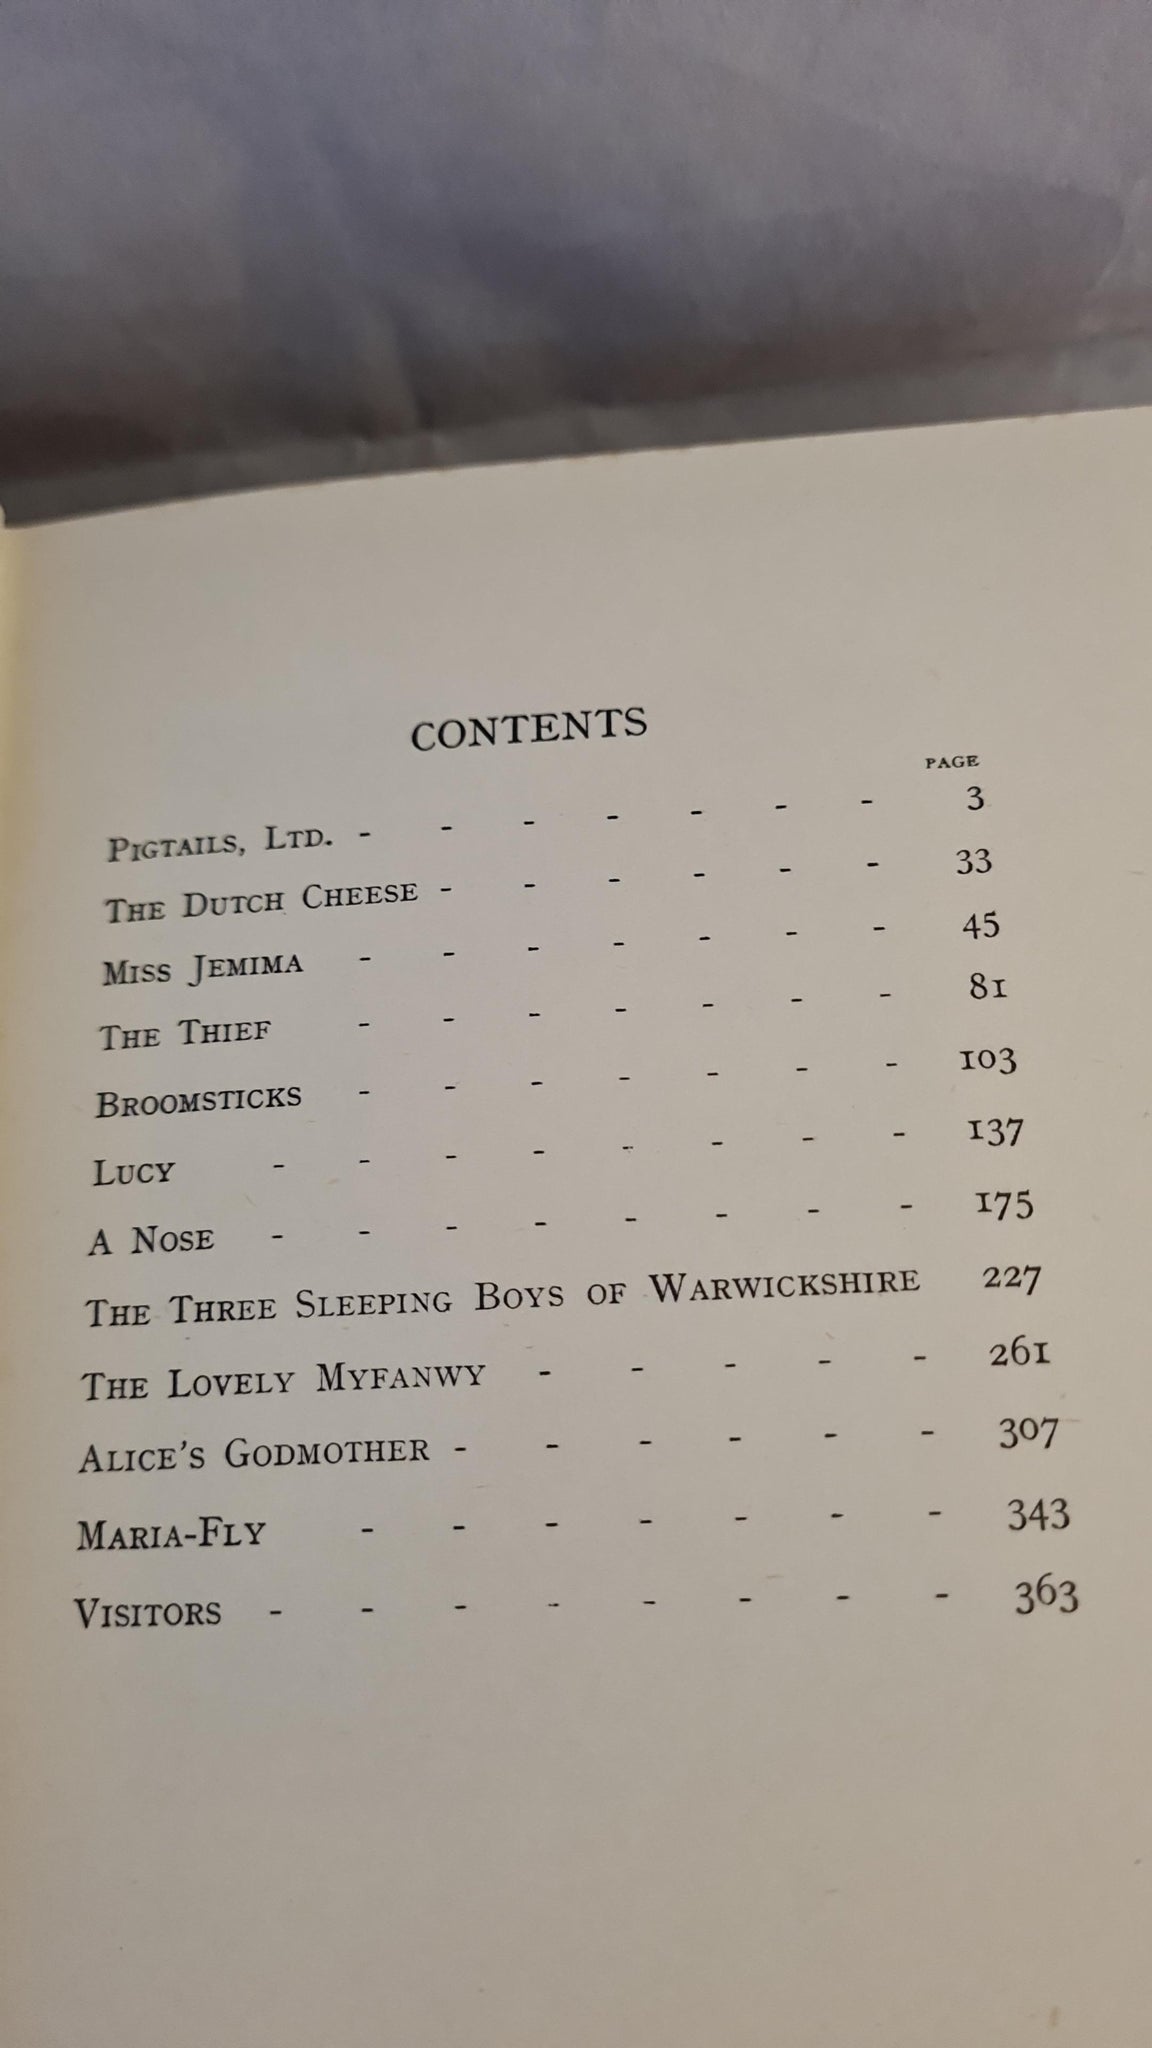 CONTENTS
PAGE
PIGTAILS, LTD. - - - - - - - 3
THE DUTCH CHEESE - - - - - - 33
MISS JEMIMA - - - - - - - 45
THE THIEF - - - - - - - 81
BROOMSTICKS - - - - - - - 103
LUCY - - - - - - - - 137
A NOSE - - - - - - - - 175
THE THREE SLEEPING BOYS OF WARWICKSHIRE 227
THE LOVELY MYFANWY - - - - - 261
ALICE'S GODMOTHER - - - - - - 307
MARIA-FLY - - - - - - - 343
VISITORS - - - - - - - - 363